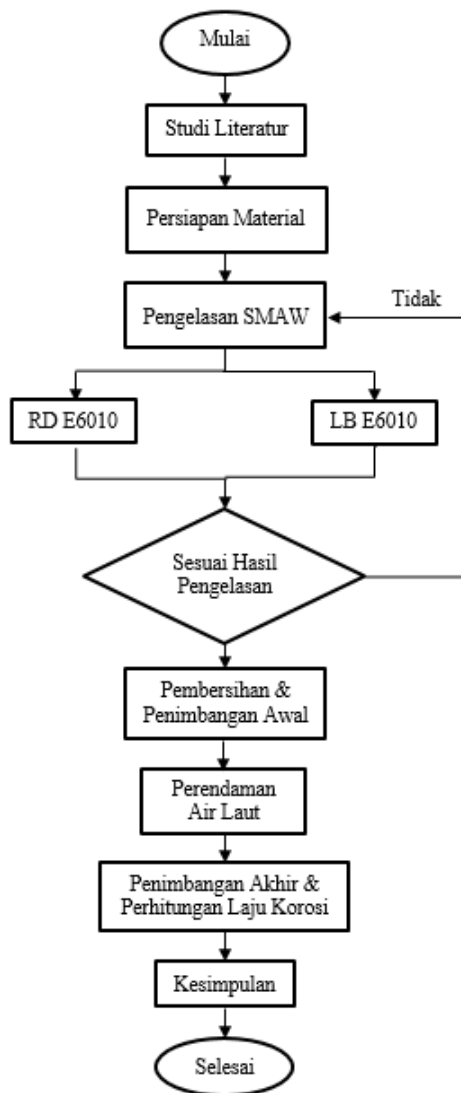 Mulai
Studi Literatur
Persiapan Material
Pengelasan SMAW
Tidak
RD E6010
LB E6010
Sesuai Hasil
Pengelasan
Pembersihan &
Penimbangan Awal
Perendaman
Air Laut
Penimbangan Akhir &
Perhitungan Laju Korosi
Kesimpulan
Selesai